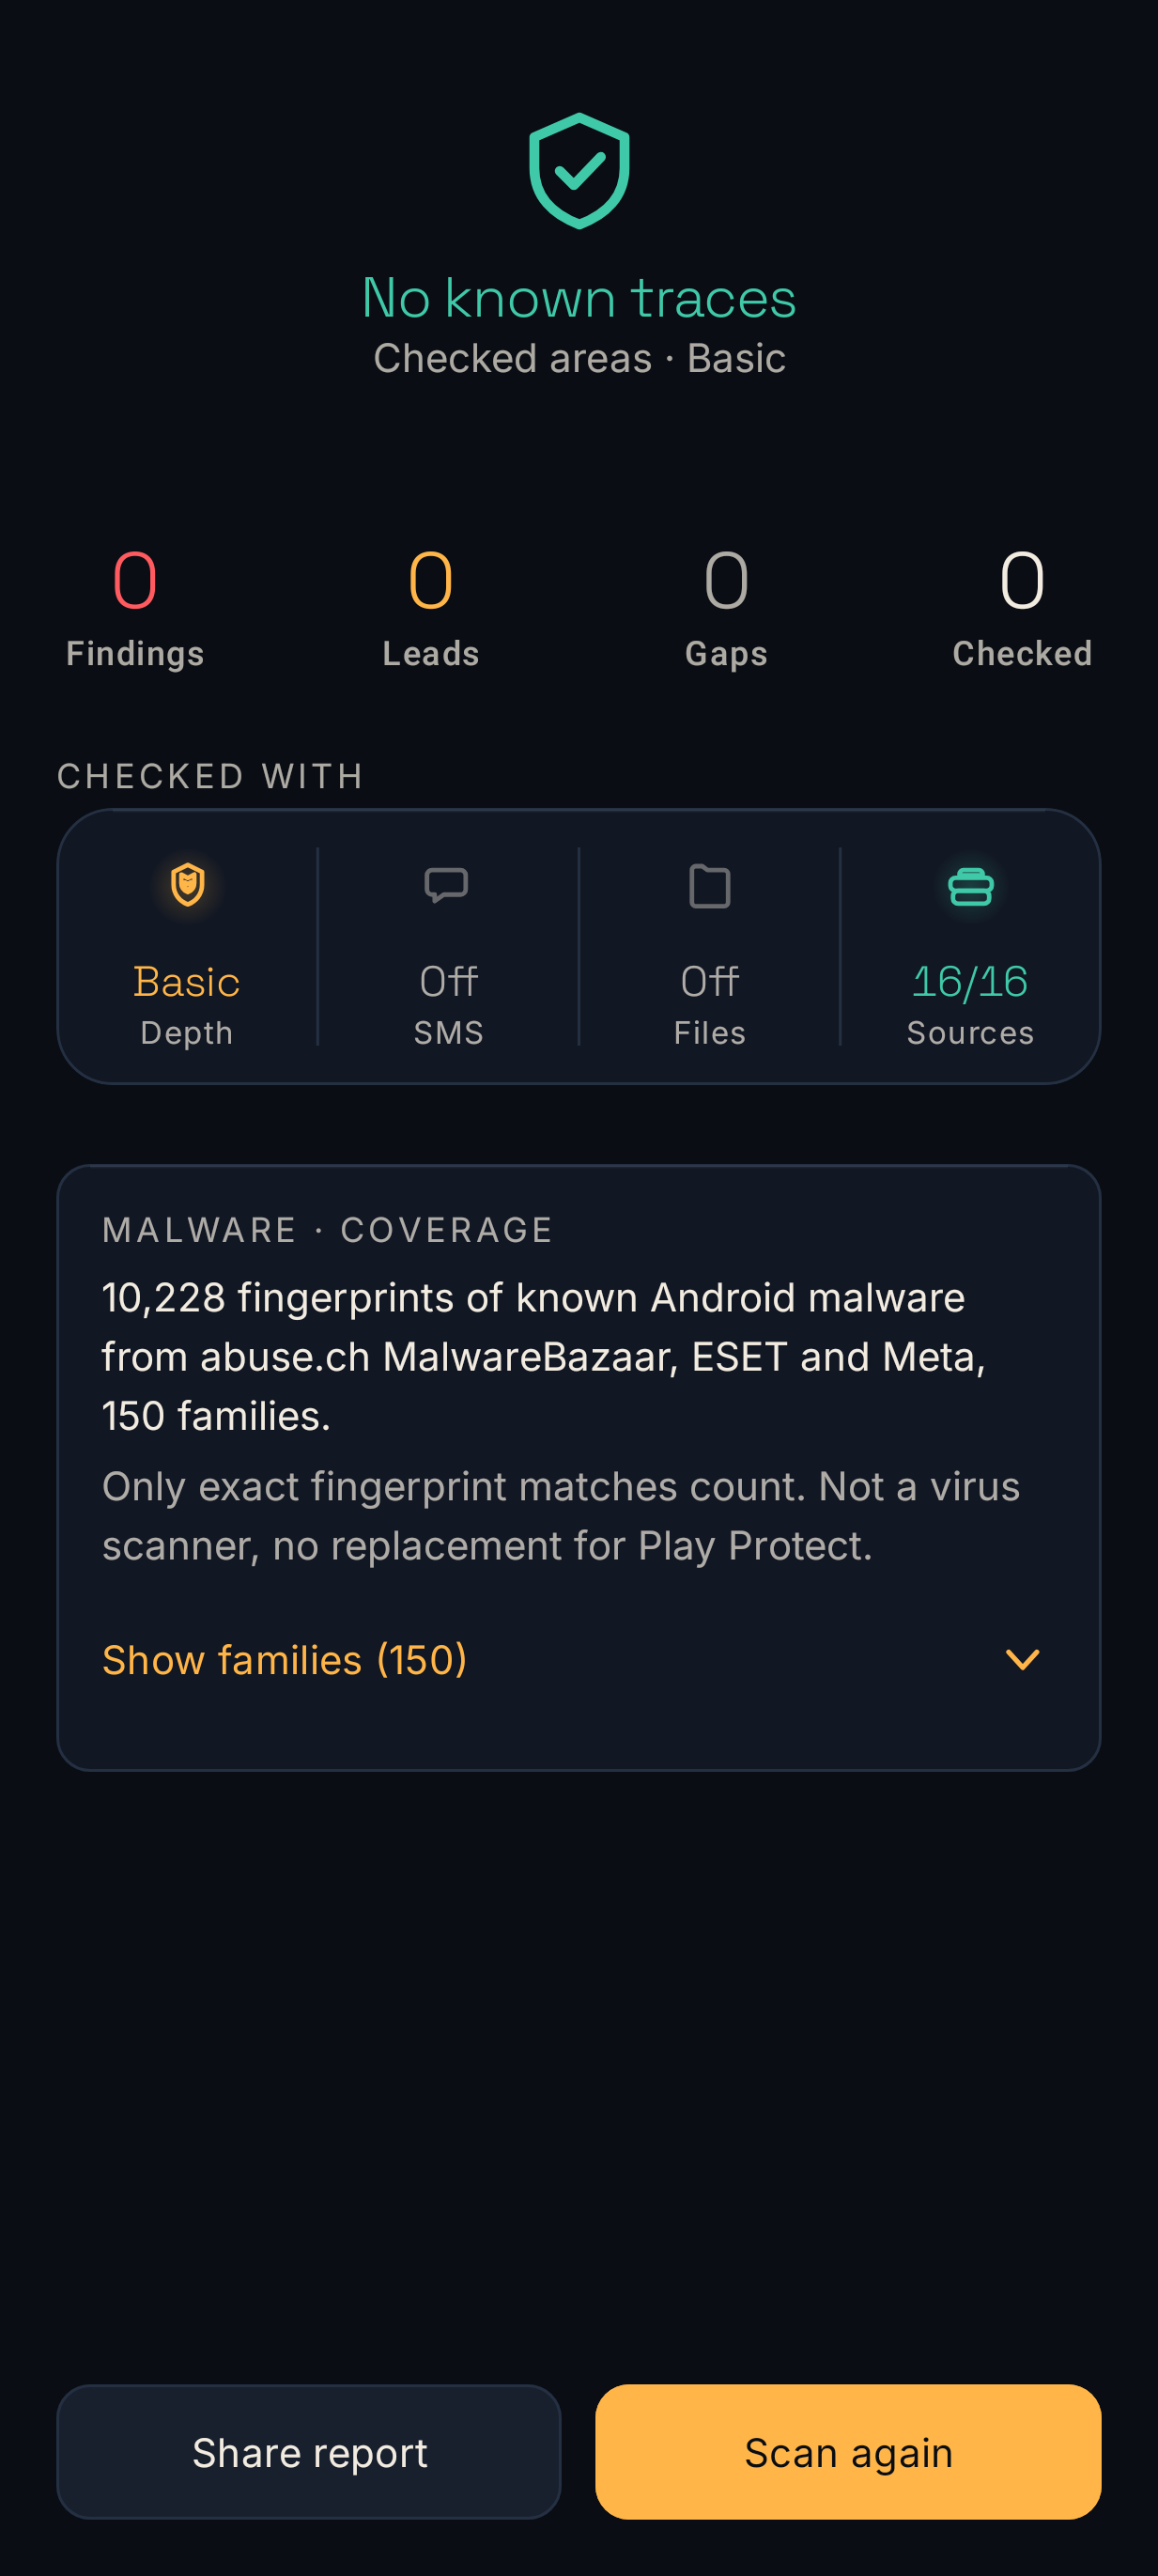 No known traces
Checked areas · Basic
0 0 0 0
Findings Leads Gaps Checked
CHECKED WITH
Basic Off Off 16/16
Depth SMS Files Sources
MALWARE · COVERAGE
10,228 fingerprints of known Android malware
from abuse.ch MalwareBazaar, ESET and Meta,
150 families.
Only exact fingerprint matches count. Not a virus
scanner, no replacement for Play Protect.
Show families (150)
Share report Scan again